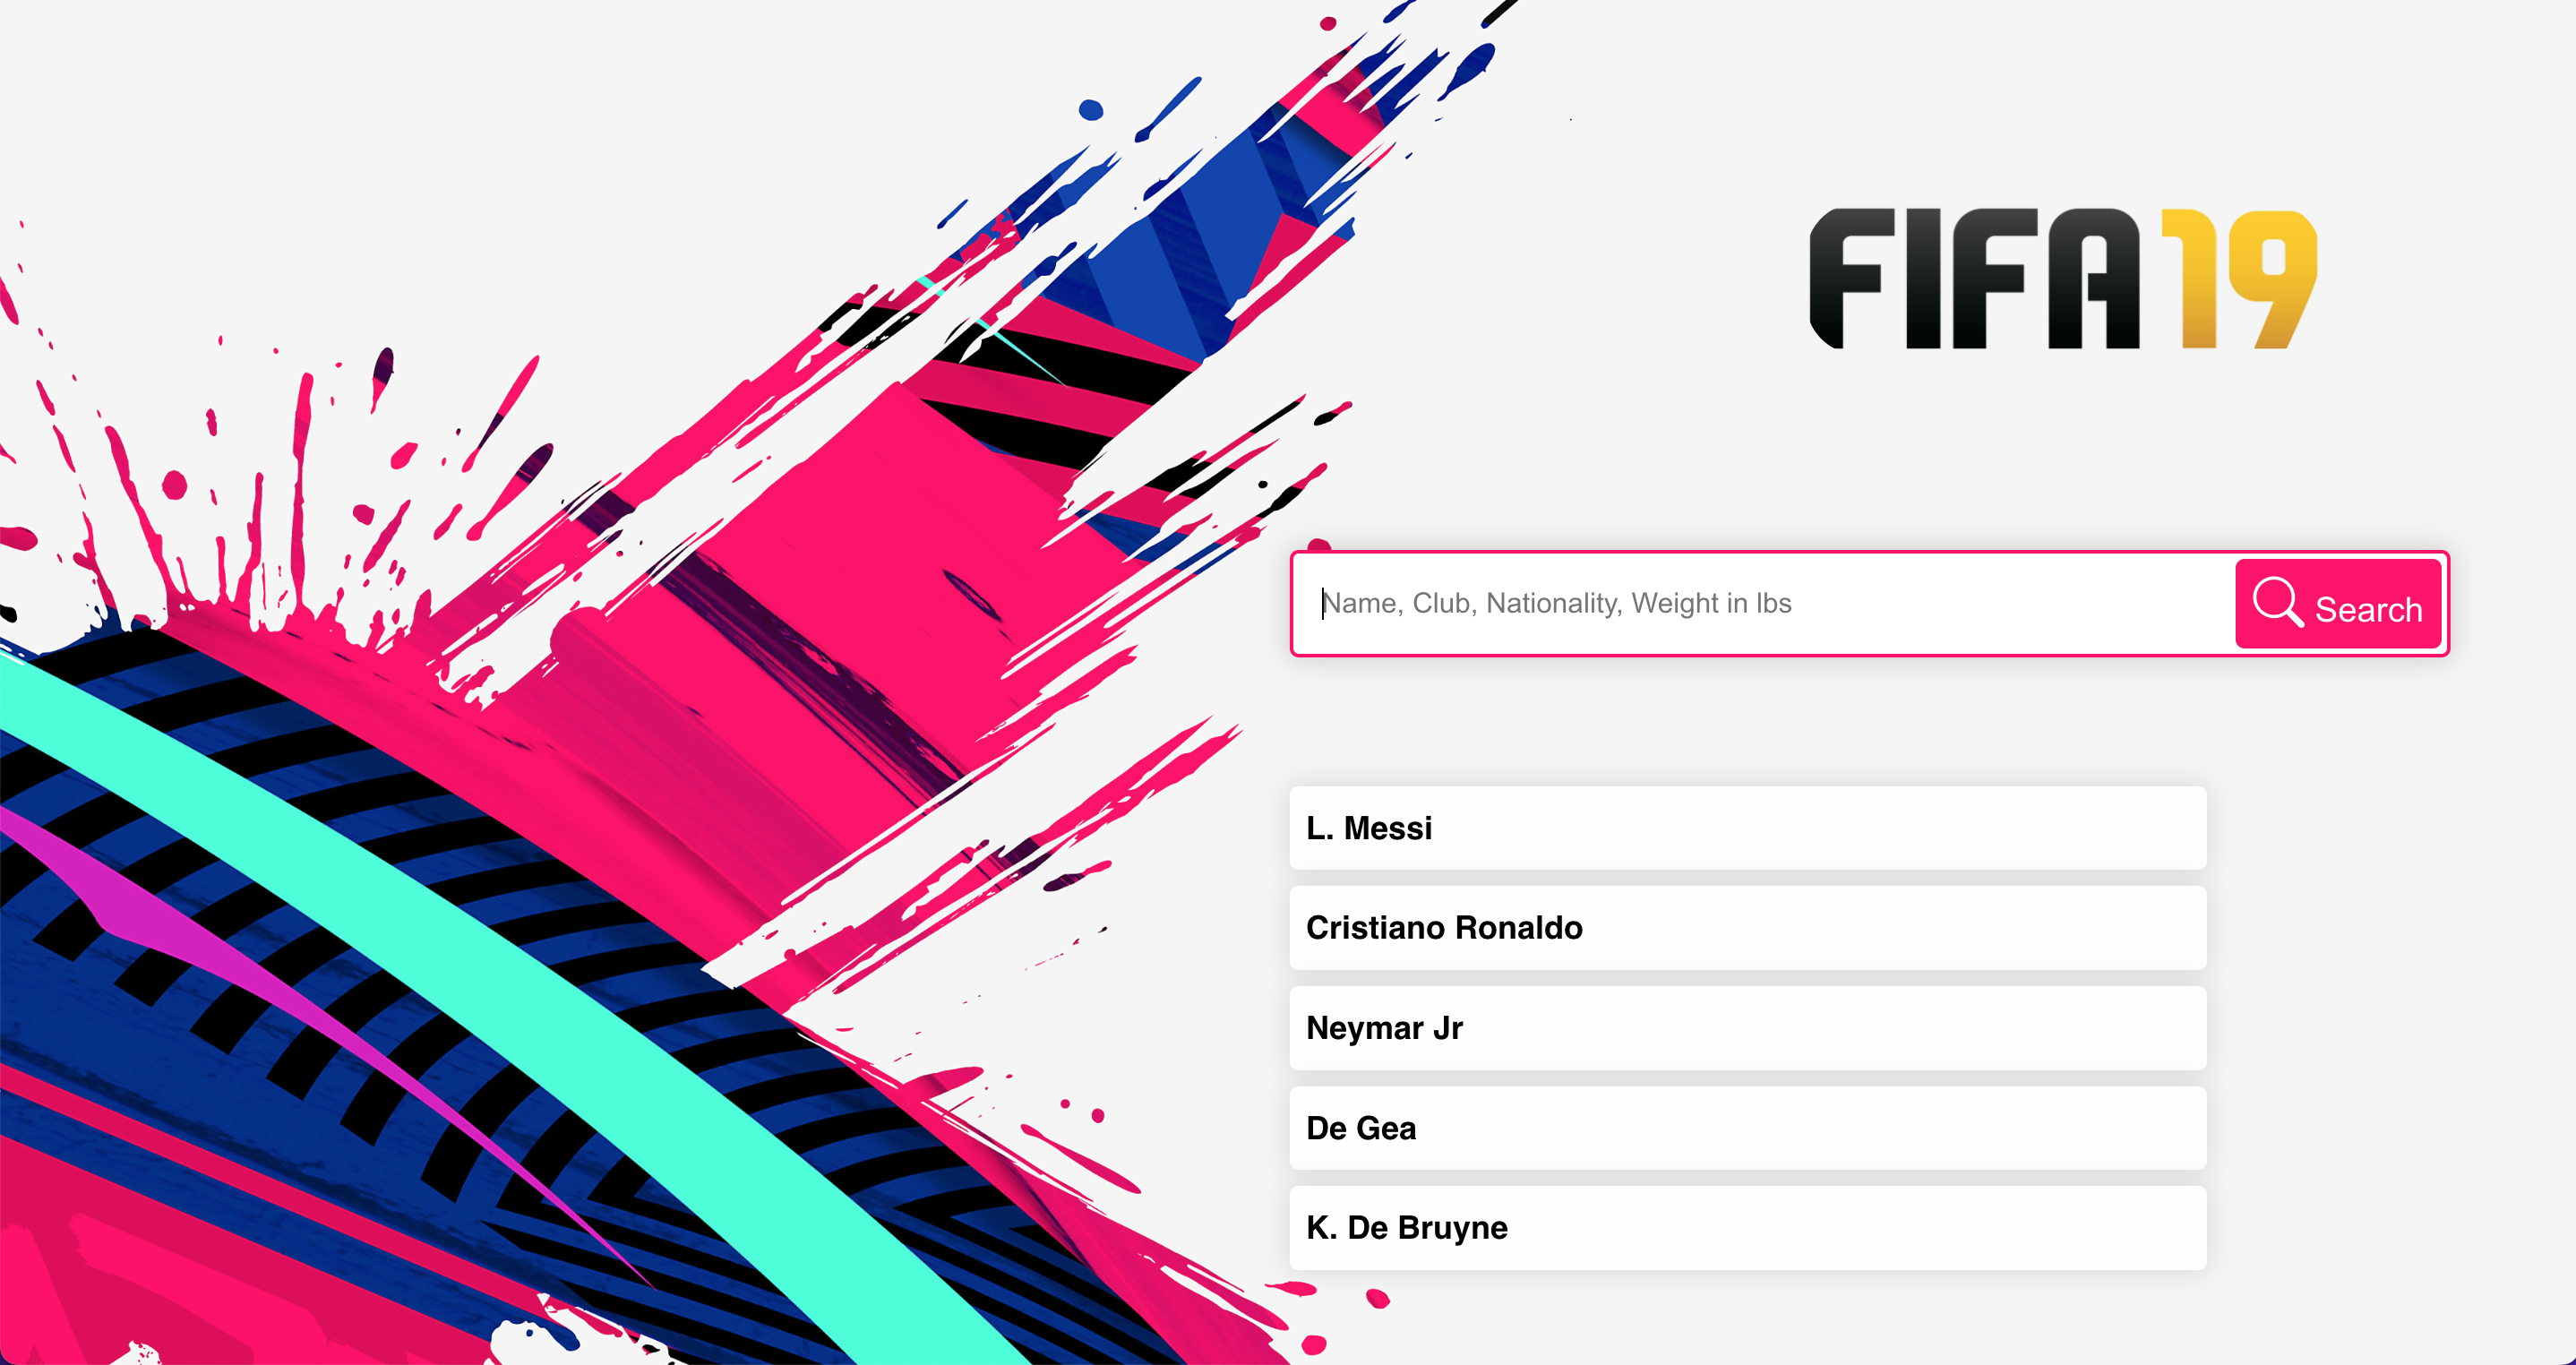 FIFA 19
Name, Club, Nationality, Weight in lbs
Search
L. Messi
Cristiano Ronaldo
Neymar Jr
De Gea
K. De Bruyne